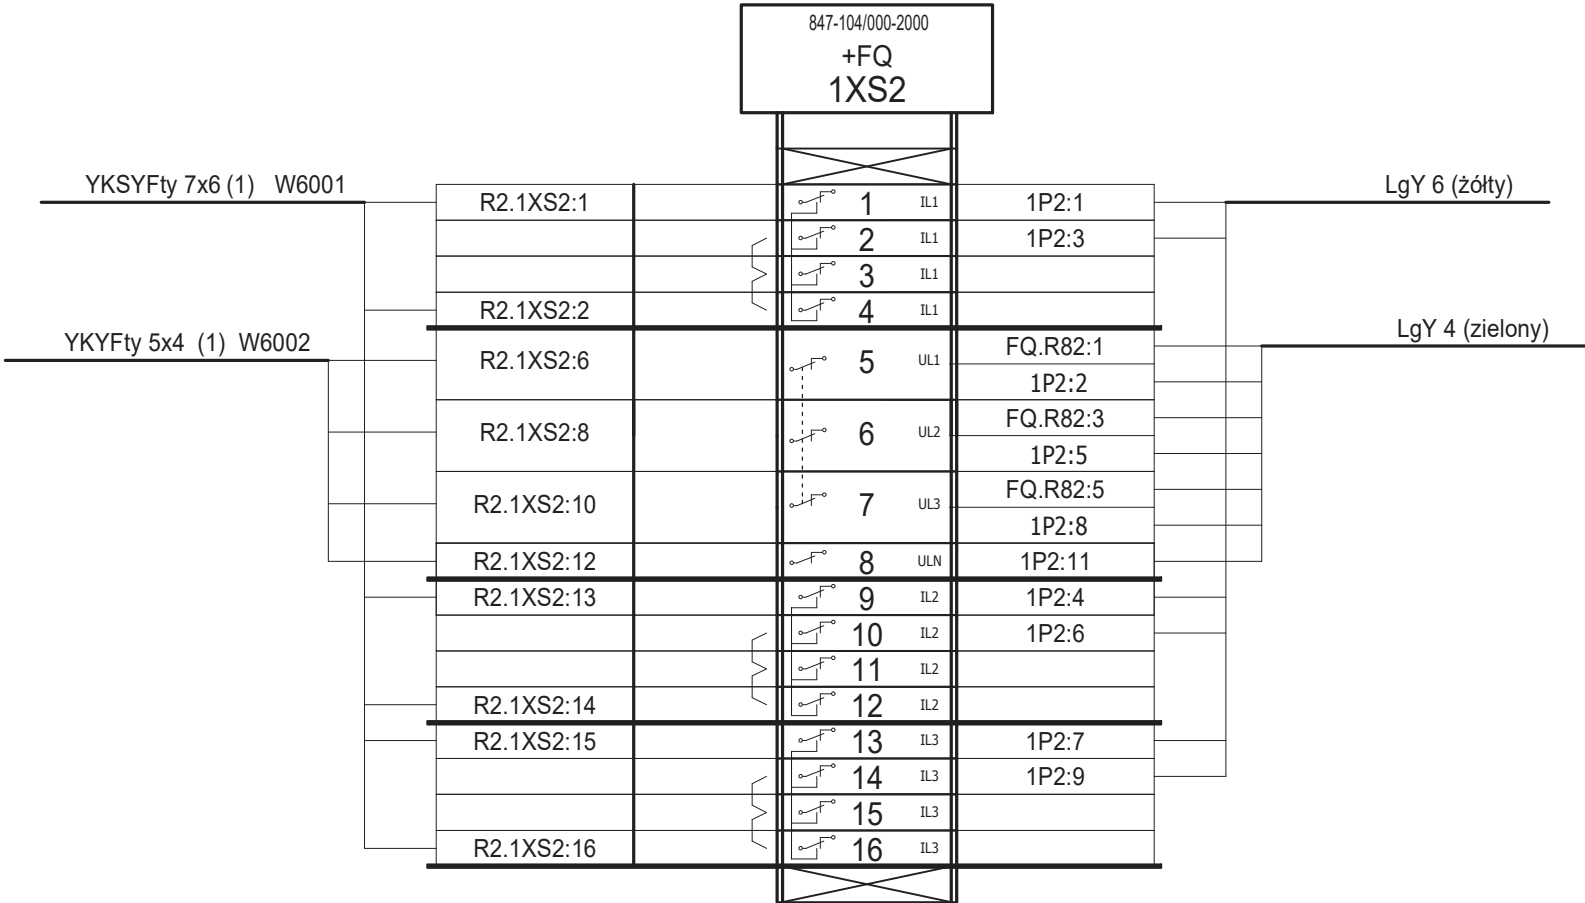 847-104/000-2000
+FQ
1XS2
YKSYFty 7x6 (1) W6001
LgY 6 (żółty)
R2.1XS2:1 1 IL1 1P2:1
2 IL1 1P2:3
3 IL1
R2.1XS2:2 4 IL1
YKYFty 5x4 (1) W6002
LgY 4 (zielony)
R2.1XS2:6 5 UL1 FQ.R82:1
1P2:2
R2.1XS2:8 6 UL2 FQ.R82:3
1P2:5
R2.1XS2:10 7 UL3 FQ.R82:5
1P2:8
R2.1XS2:12 8 ULN 1P2:11
R2.1XS2:13 9 IL2 1P2:4
10 IL2 1P2:6
11 IL2
R2.1XS2:14 12 IL2
R2.1XS2:15 13 IL3 1P2:7
14 IL3 1P2:9
15 IL3
R2.1XS2:16 16 IL3